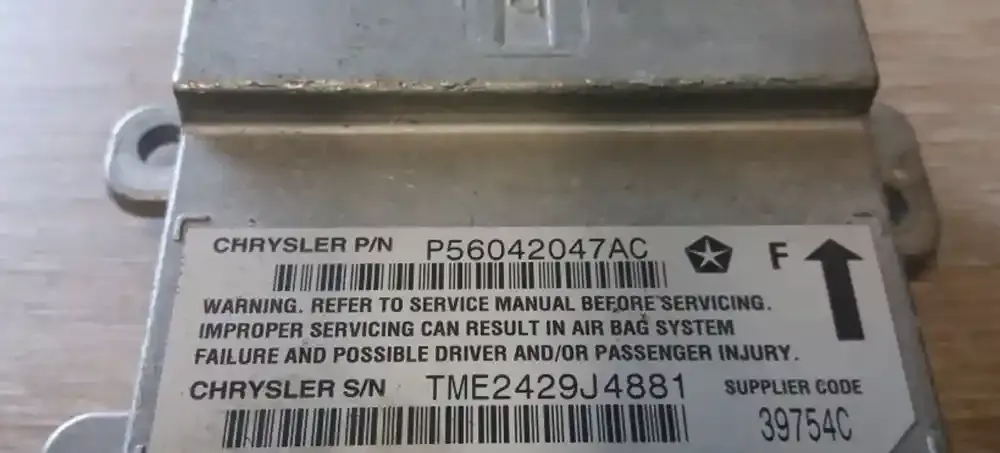 CHRYSLER P/N P56042047AC F
WARNING. REFER TO SERVICE MANUAL BEFORE SERVICING.
IMPROPER SERVICING CAN RESULT IN AIR BAG SYSTEM
FAILURE AND POSSIBLE DRIVER AND/OR PASSENGER INJURY.
CHRYSLER S/N TME2429J4881 SUPPLIER CODE
39754C